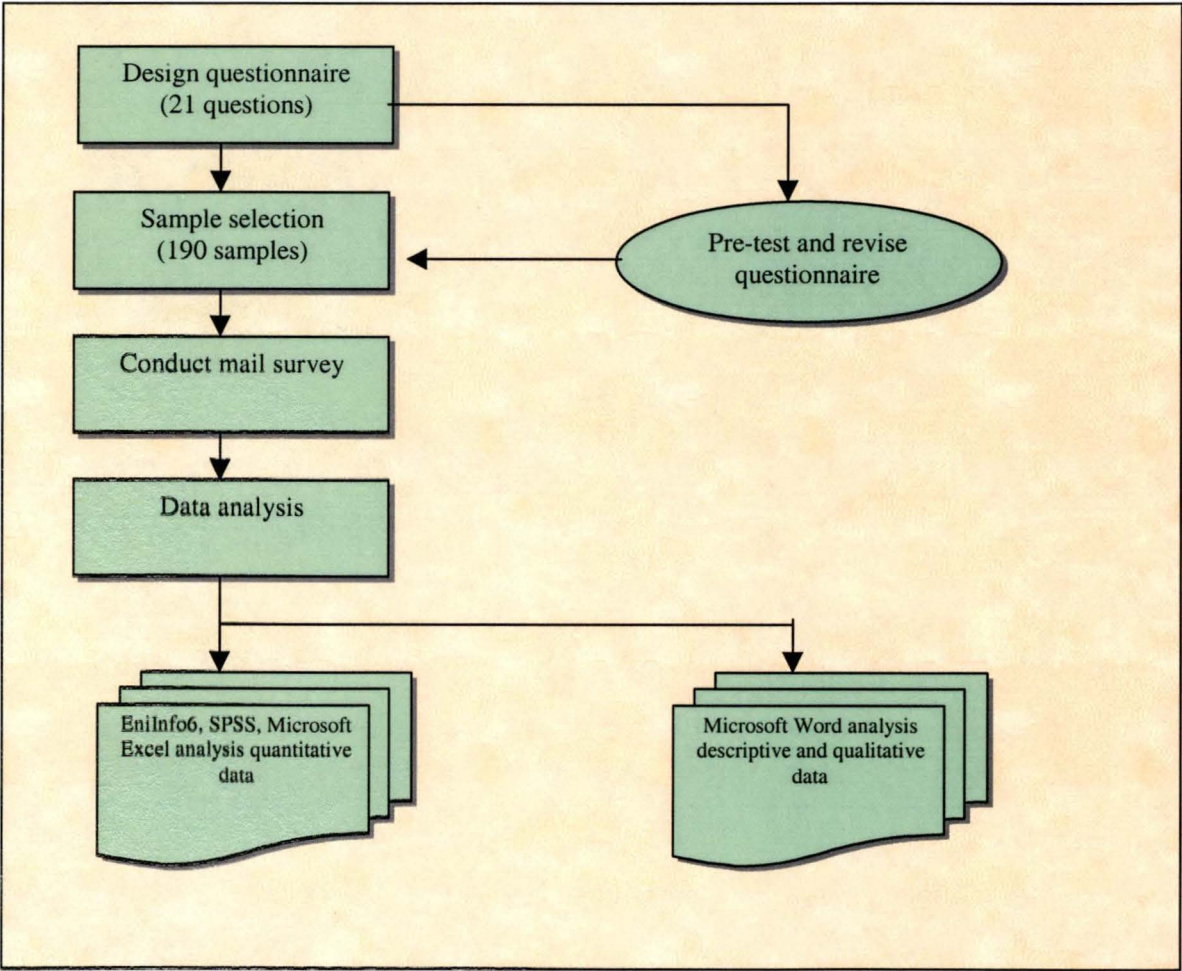 Design questionnaire
(21 questions)
Sample selection
(190 samples)
Pre-test and revise
questionnaire
Conduct mail survey
Data analysis
EniInfo6, SPSS, Microsoft
Excel analysis quantitative
data
Microsoft Word analysis
descriptive and qualitative
data